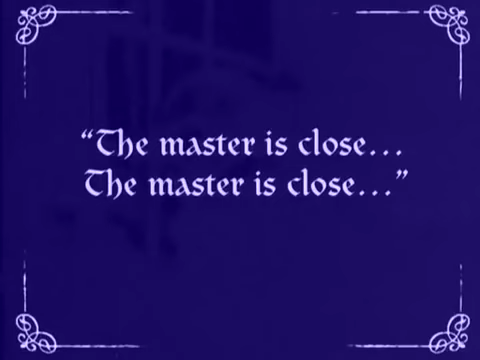 “The master is close...
The master is close...”